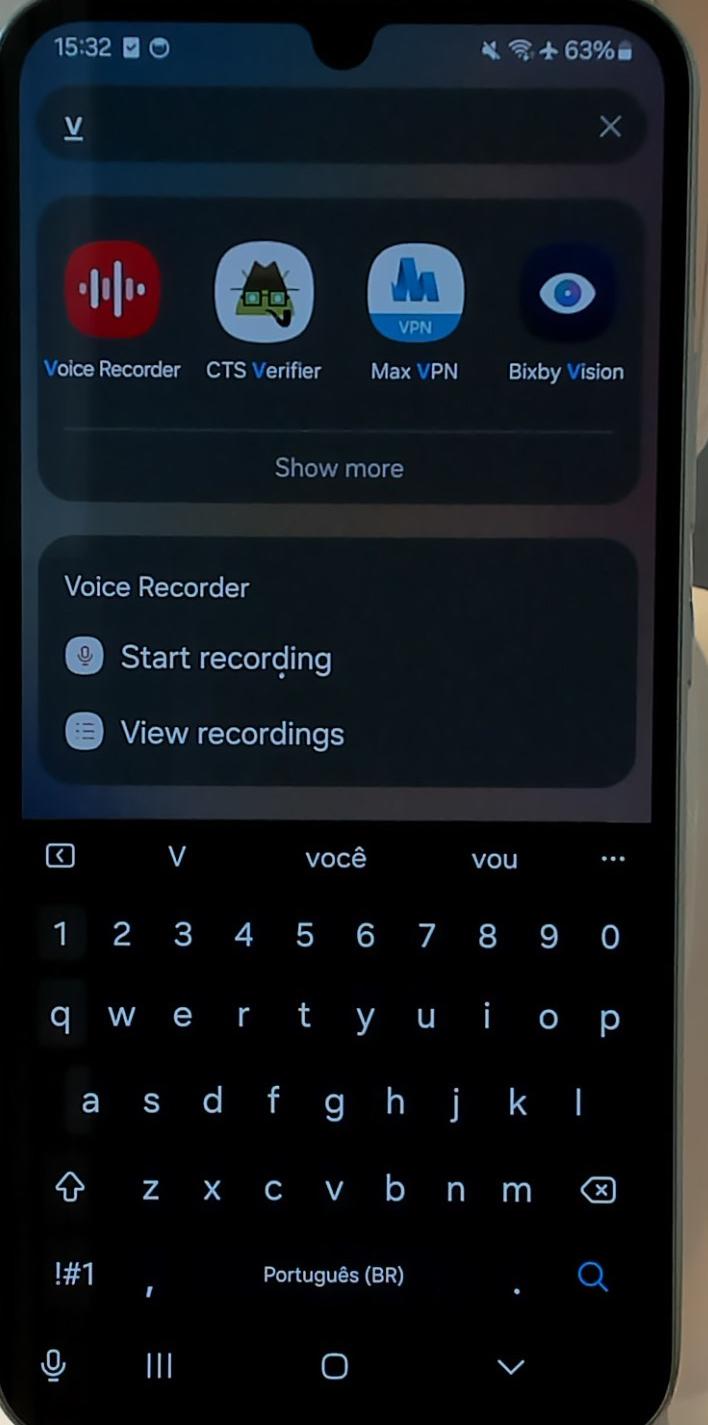 15:32 63%
v
VPN
Voice Recorder CTS Verifier Max VPN Bixby Vision
Show more
Voice Recorder
Start recording
View recordings
V você vou ...
1 2 3 4 5 6 7 8 9 0
q w e r t y u i o p
a s d f g h j k l
z x c v b n m
!#1 , Português (BR) .